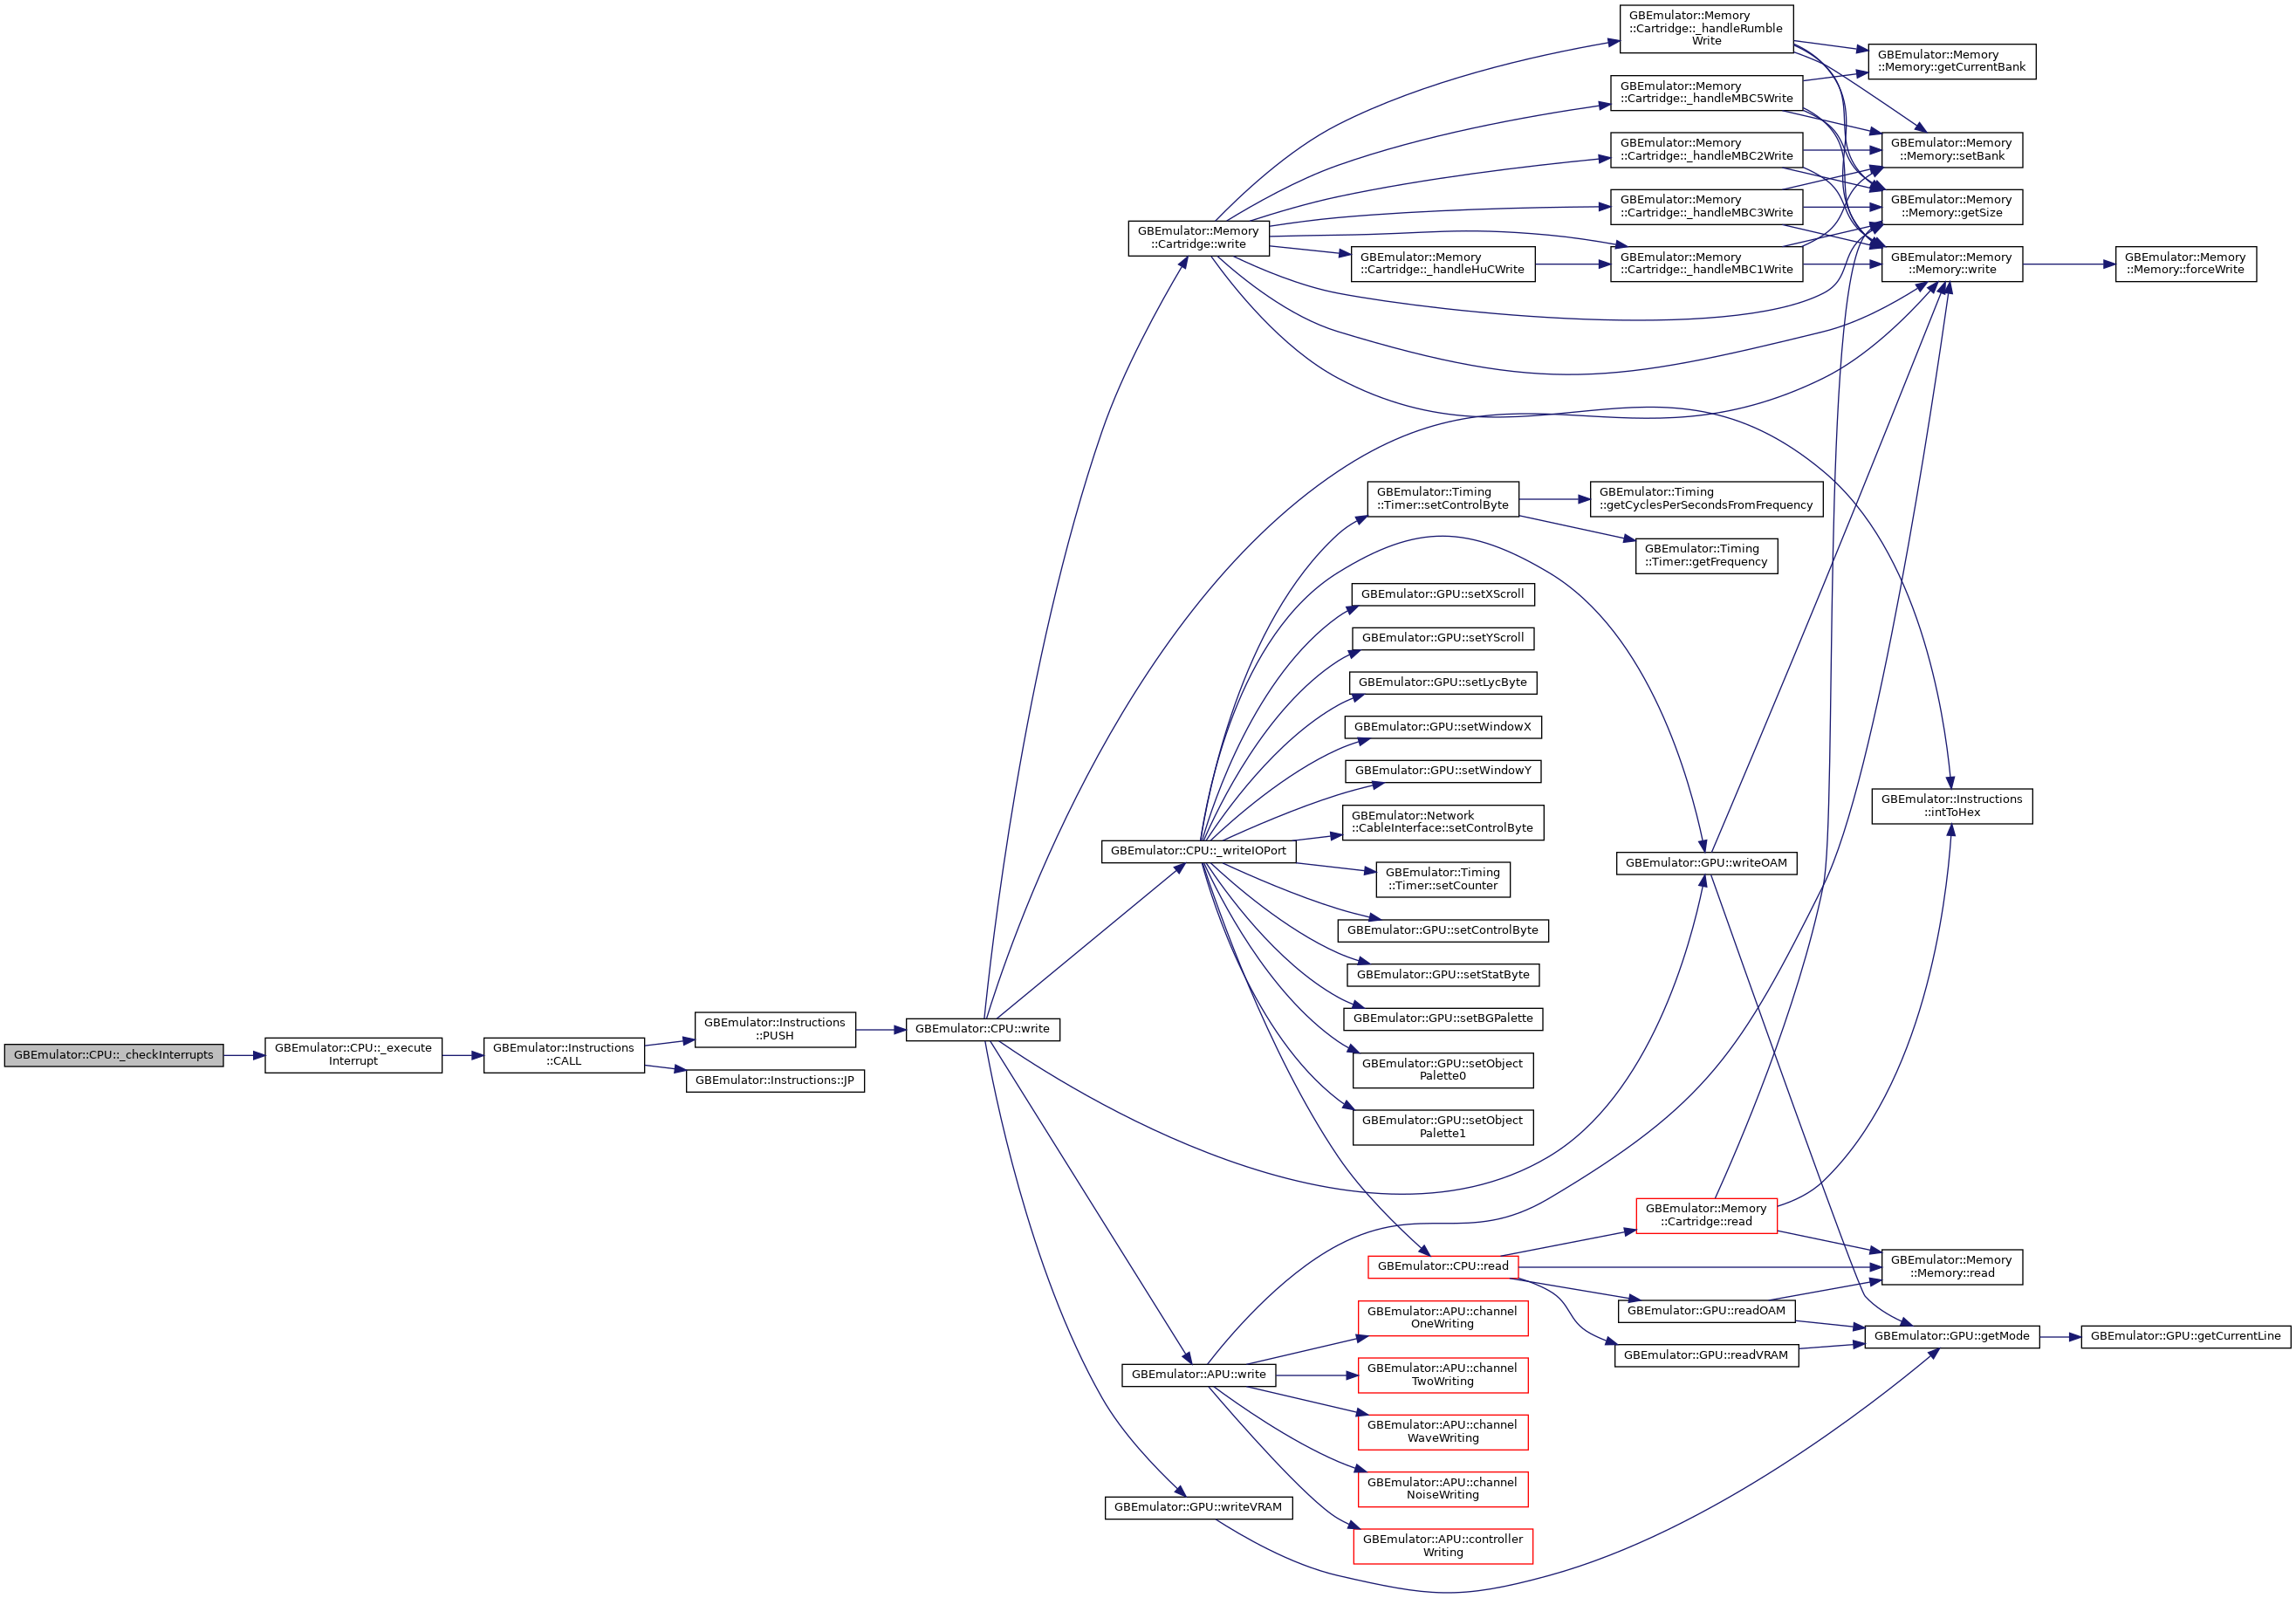 GBEmulator::CPU::_checkInterrupts
GBEmulator::CPU::_execute
Interrupt
GBEmulator::Instructions
::CALL
GBEmulator::Instructions
::PUSH
GBEmulator::Instructions::JP
GBEmulator::CPU::write
GBEmulator::Memory
::Cartridge::write
GBEmulator::CPU::_writeIOPort
GBEmulator::APU::write
GBEmulator::GPU::writeVRAM
GBEmulator::Memory
::Cartridge::_handleHuCWrite
GBEmulator::Timing
::Timer::setControlByte
GBEmulator::GPU::setXScroll
GBEmulator::GPU::setYScroll
GBEmulator::GPU::setLycByte
GBEmulator::GPU::setWindowX
GBEmulator::GPU::setWindowY
GBEmulator::Network
::CableInterface::setControlByte
GBEmulator::Timing
::Timer::setCounter
GBEmulator::GPU::setControlByte
GBEmulator::GPU::setStatByte
GBEmulator::GPU::setBGPalette
GBEmulator::GPU::setObject
Palette0
GBEmulator::GPU::setObject
Palette1
GBEmulator::CPU::read
GBEmulator::APU::channel
OneWriting
GBEmulator::APU::channel
TwoWriting
GBEmulator::APU::channel
WaveWriting
GBEmulator::APU::channel
NoiseWriting
GBEmulator::APU::controller
Writing
GBEmulator::Memory
::Cartridge::_handleRumble
Write
GBEmulator::Memory
::Cartridge::_handleMBC5Write
GBEmulator::Memory
::Cartridge::_handleMBC2Write
GBEmulator::Memory
::Cartridge::_handleMBC3Write
GBEmulator::Memory
::Cartridge::_handleMBC1Write
GBEmulator::Timing
::getCyclesPerSecondsFromFrequency
GBEmulator::Timing
::Timer::getFrequency
GBEmulator::GPU::writeOAM
GBEmulator::Memory
::Cartridge::read
GBEmulator::GPU::readOAM
GBEmulator::GPU::readVRAM
GBEmulator::Memory
::Memory::getCurrentBank
GBEmulator::Memory
::Memory::setBank
GBEmulator::Memory
::Memory::getSize
GBEmulator::Memory
::Memory::write
GBEmulator::Instructions
::intToHex
GBEmulator::Memory
::Memory::read
GBEmulator::GPU::getMode
GBEmulator::Memory
::Memory::forceWrite
GBEmulator::GPU::getCurrentLine